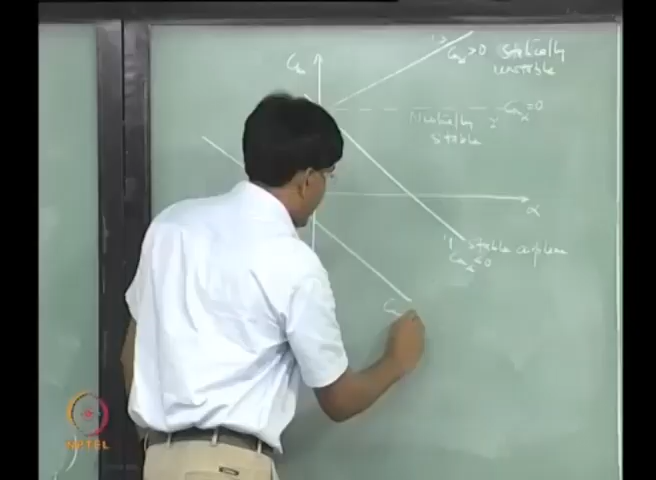 Cm
Cmα > 0 Statically
unstable
Cmα = 0
Neutrally
stable
α
stable airplane
Cmα < 0
C
NPTEL